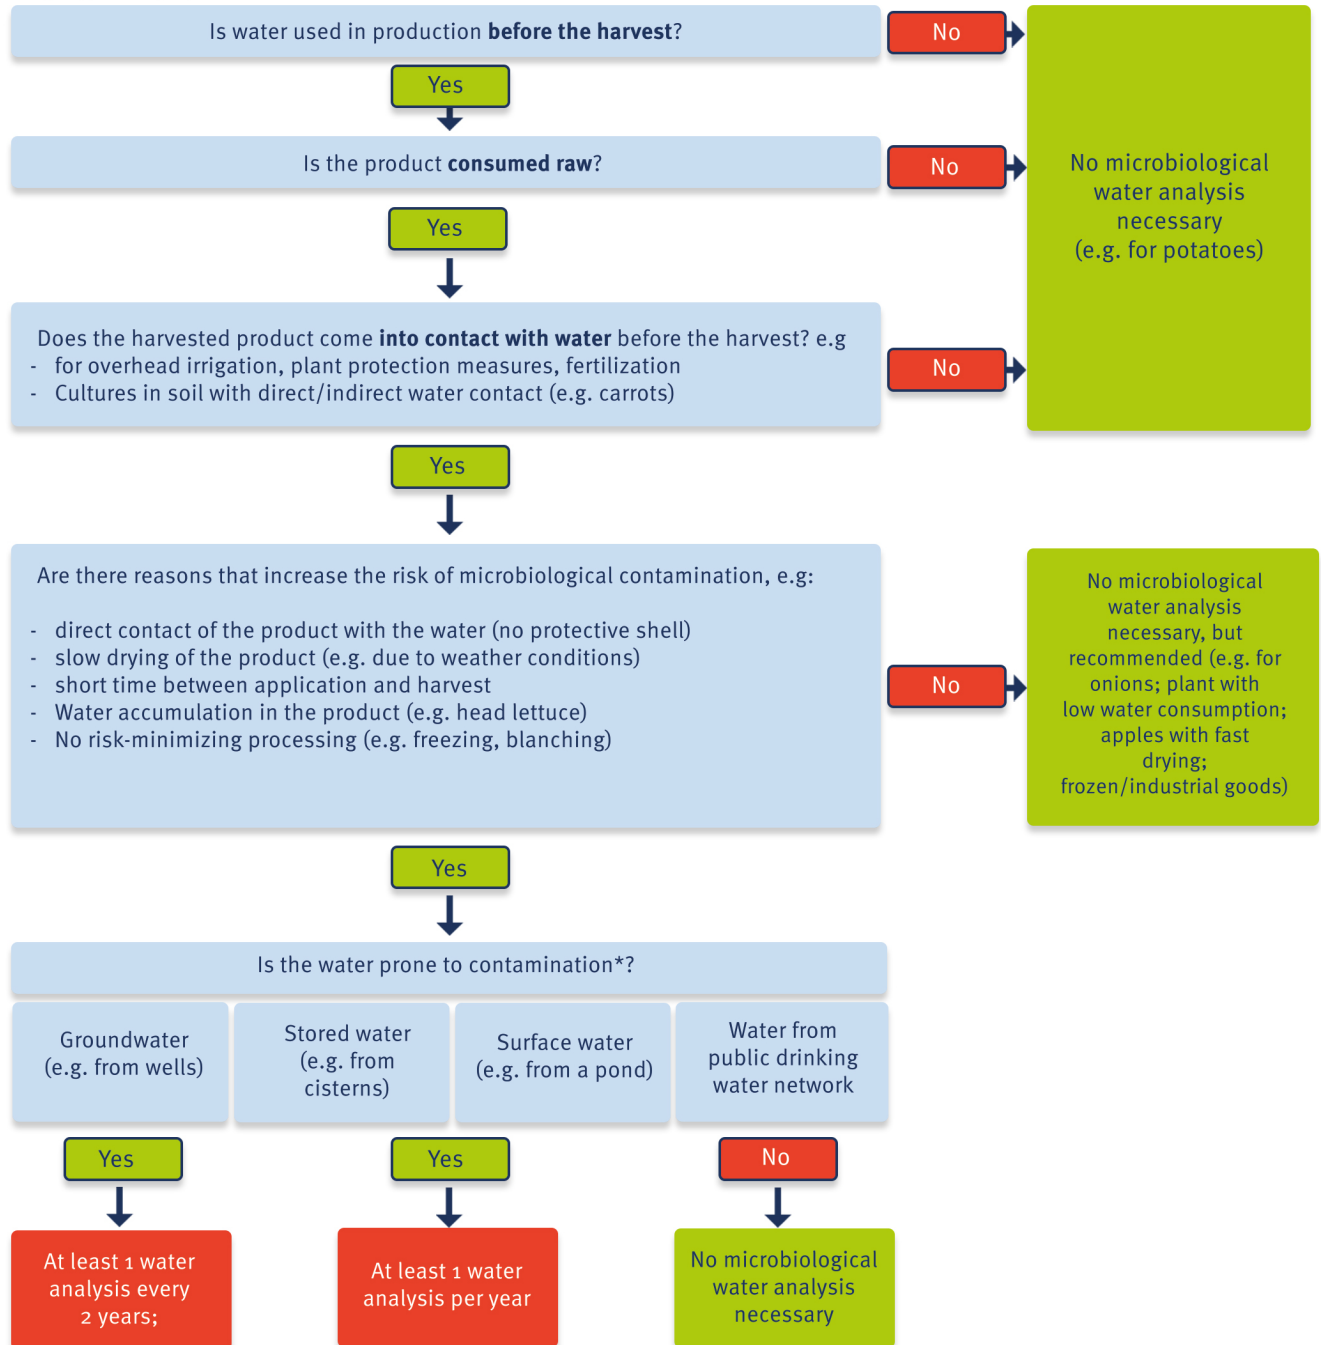 Is water used in production before the harvest?
No
Yes
Is the product consumed raw?
No
No microbiological
water analysis
necessary
(e.g. for potatoes)
Yes
Does the harvested product come into contact with water before the harvest? e.g
- for overhead irrigation, plant protection measures, fertilization
- Cultures in soil with direct/indirect water contact (e.g. carrots)
No
Yes
Are there reasons that increase the risk of microbiological contamination, e.g:
- direct contact of the product with the water (no protective shell)
- slow drying of the product (e.g. due to weather conditions)
- short time between application and harvest
- Water accumulation in the product (e.g. head lettuce)
- No risk-minimizing processing (e.g. freezing, blanching)
No
No microbiological
water analysis
necessary, but
recommended (e.g. for
onions; plant with
low water consumption;
apples with fast
drying;
frozen/industrial goods)
Yes
Is the water prone to contamination*?
Groundwater
(e.g. from wells)
Stored water
(e.g. from
cisterns)
Surface water
(e.g. from a pond)
Water from
public drinking
water network
Yes
Yes
No
At least 1 water
analysis every
2 years;
At least 1 water
analysis per year
No microbiological
water analysis
necessary